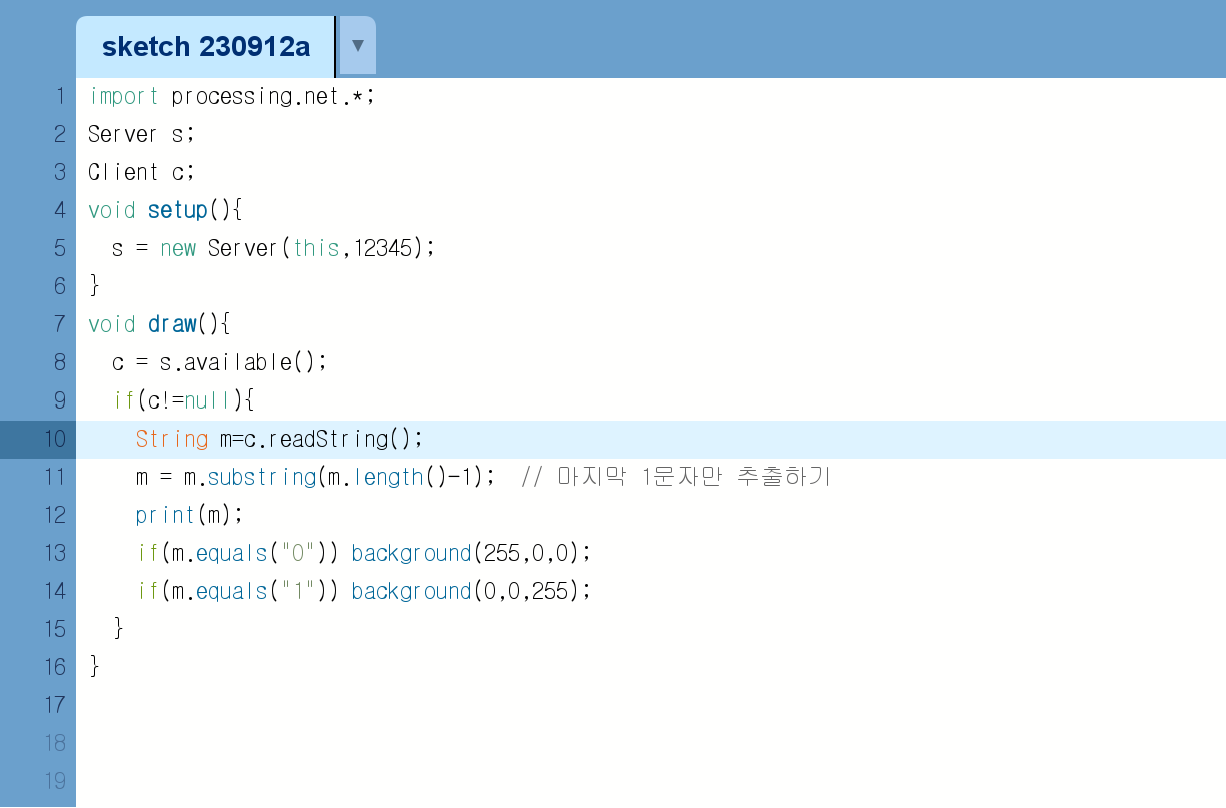 sketch 230912a ▼
1 import processing.net.*;
2 Server s;
3 Client c;
4 void setup(){
5   s = new Server(this,12345);
6 }
7 void draw(){
8   c = s.available();
9   if(c!=null){
10     String m=c.readString();
11     m = m.substring(m.length()-1);  // 마지막 1문자만 추출하기
12     print(m);
13     if(m.equals("0")) background(255,0,0);
14     if(m.equals("1")) background(0,0,255);
15   }
16 }
17
18
19